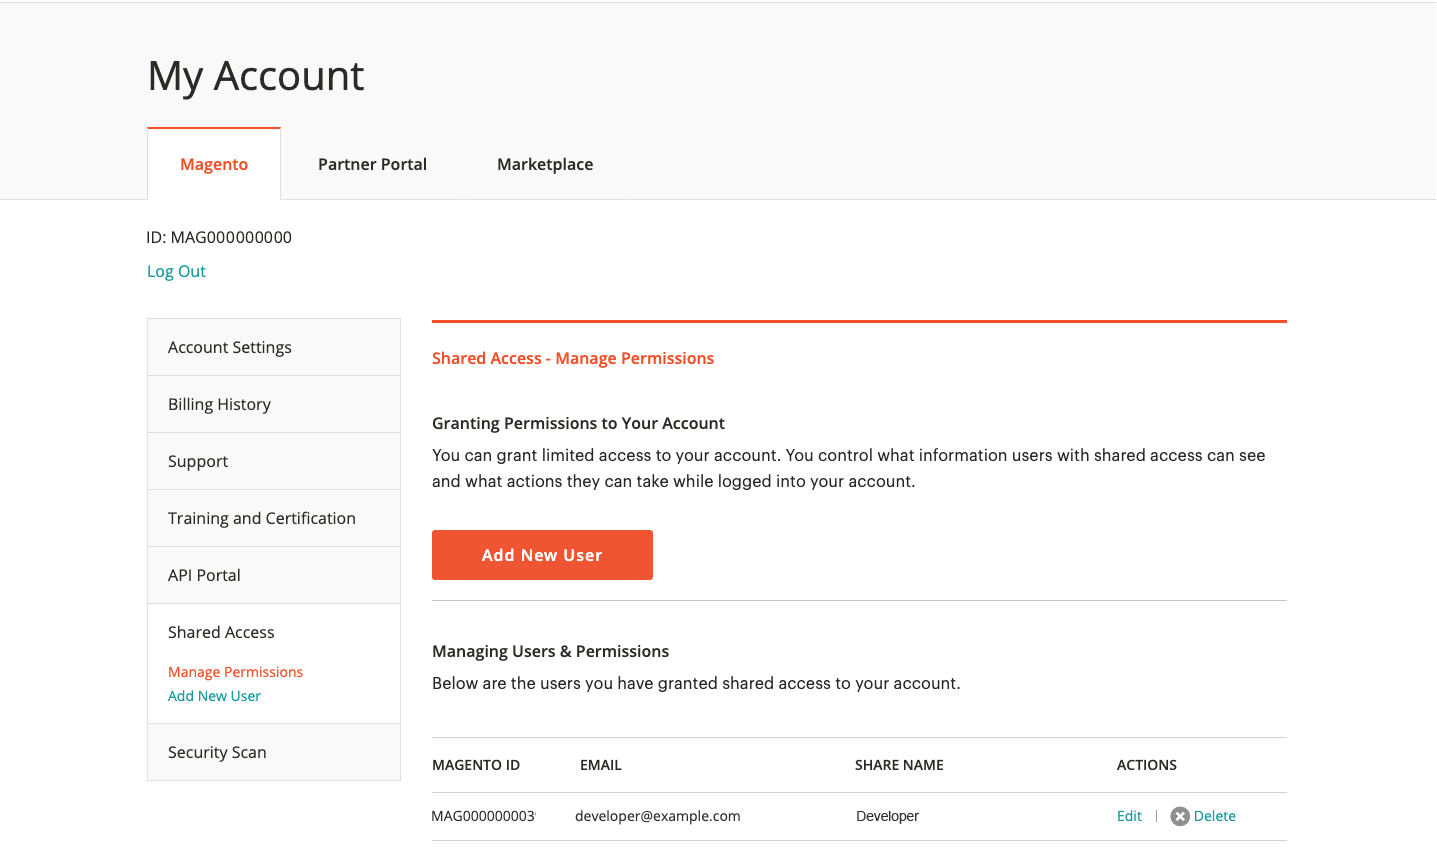 My Account
Magento Partner Portal Marketplace
ID: MAG000000000
Log Out
Account Settings
Billing History
Support
Training and Certification
API Portal
Shared Access
Manage Permissions
Add New User
Security Scan
Shared Access - Manage Permissions
Granting Permissions to Your Account
You can grant limited access to your account. You control what information users with shared access can see
and what actions they can take while logged into your account.
Add New User
Managing Users & Permissions
Below are the users you have granted shared access to your account.
MAGENTO ID EMAIL SHARE NAME ACTIONS
MAG000000003 developer@example.com Developer Edit | Delete